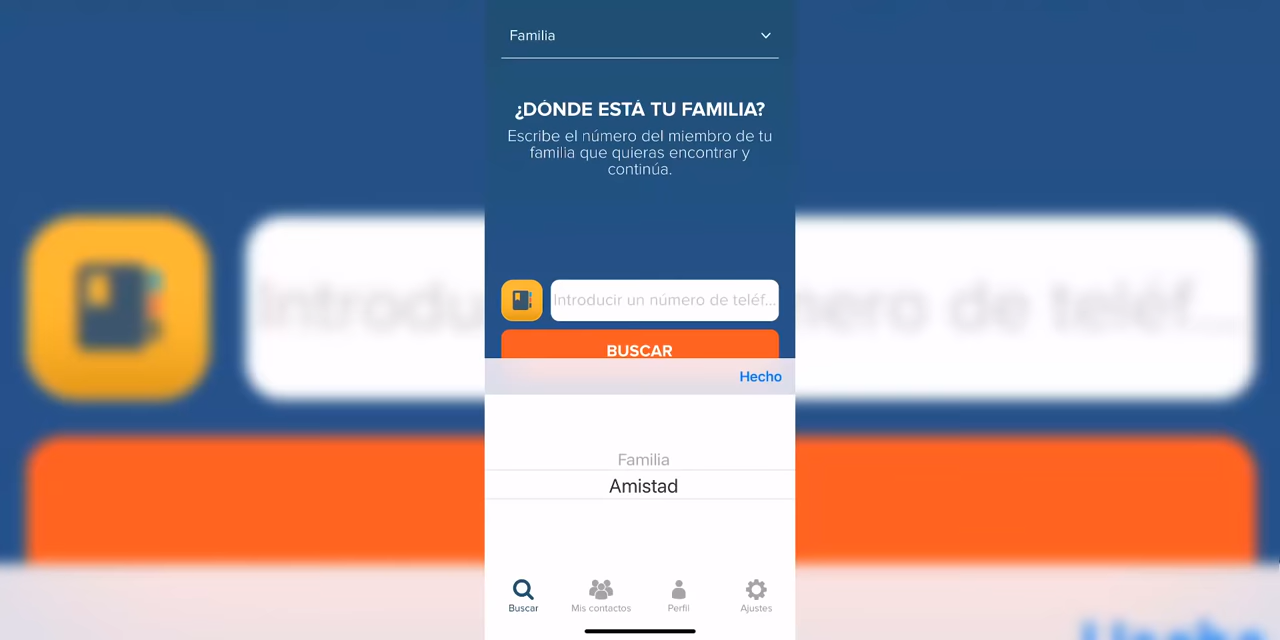 Familia
¿DÓNDE ESTÁ TU FAMILIA?
Escribe el número del miembro de tu
familia que quieras encontrar y
continúa.
Introducir un número de teléf...
BUSCAR
Hecho
Familia
Amistad
Buscar
Mis contactos
Perfil
Ajustes